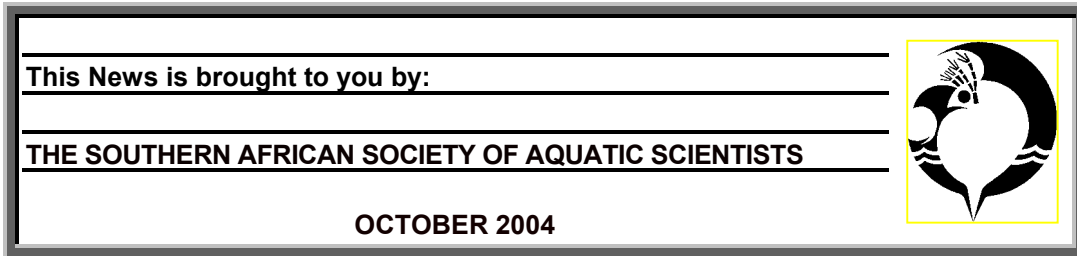 This News is brought to you by:
THE SOUTHERN AFRICAN SOCIETY OF AQUATIC SCIENTISTS
OCTOBER 2004